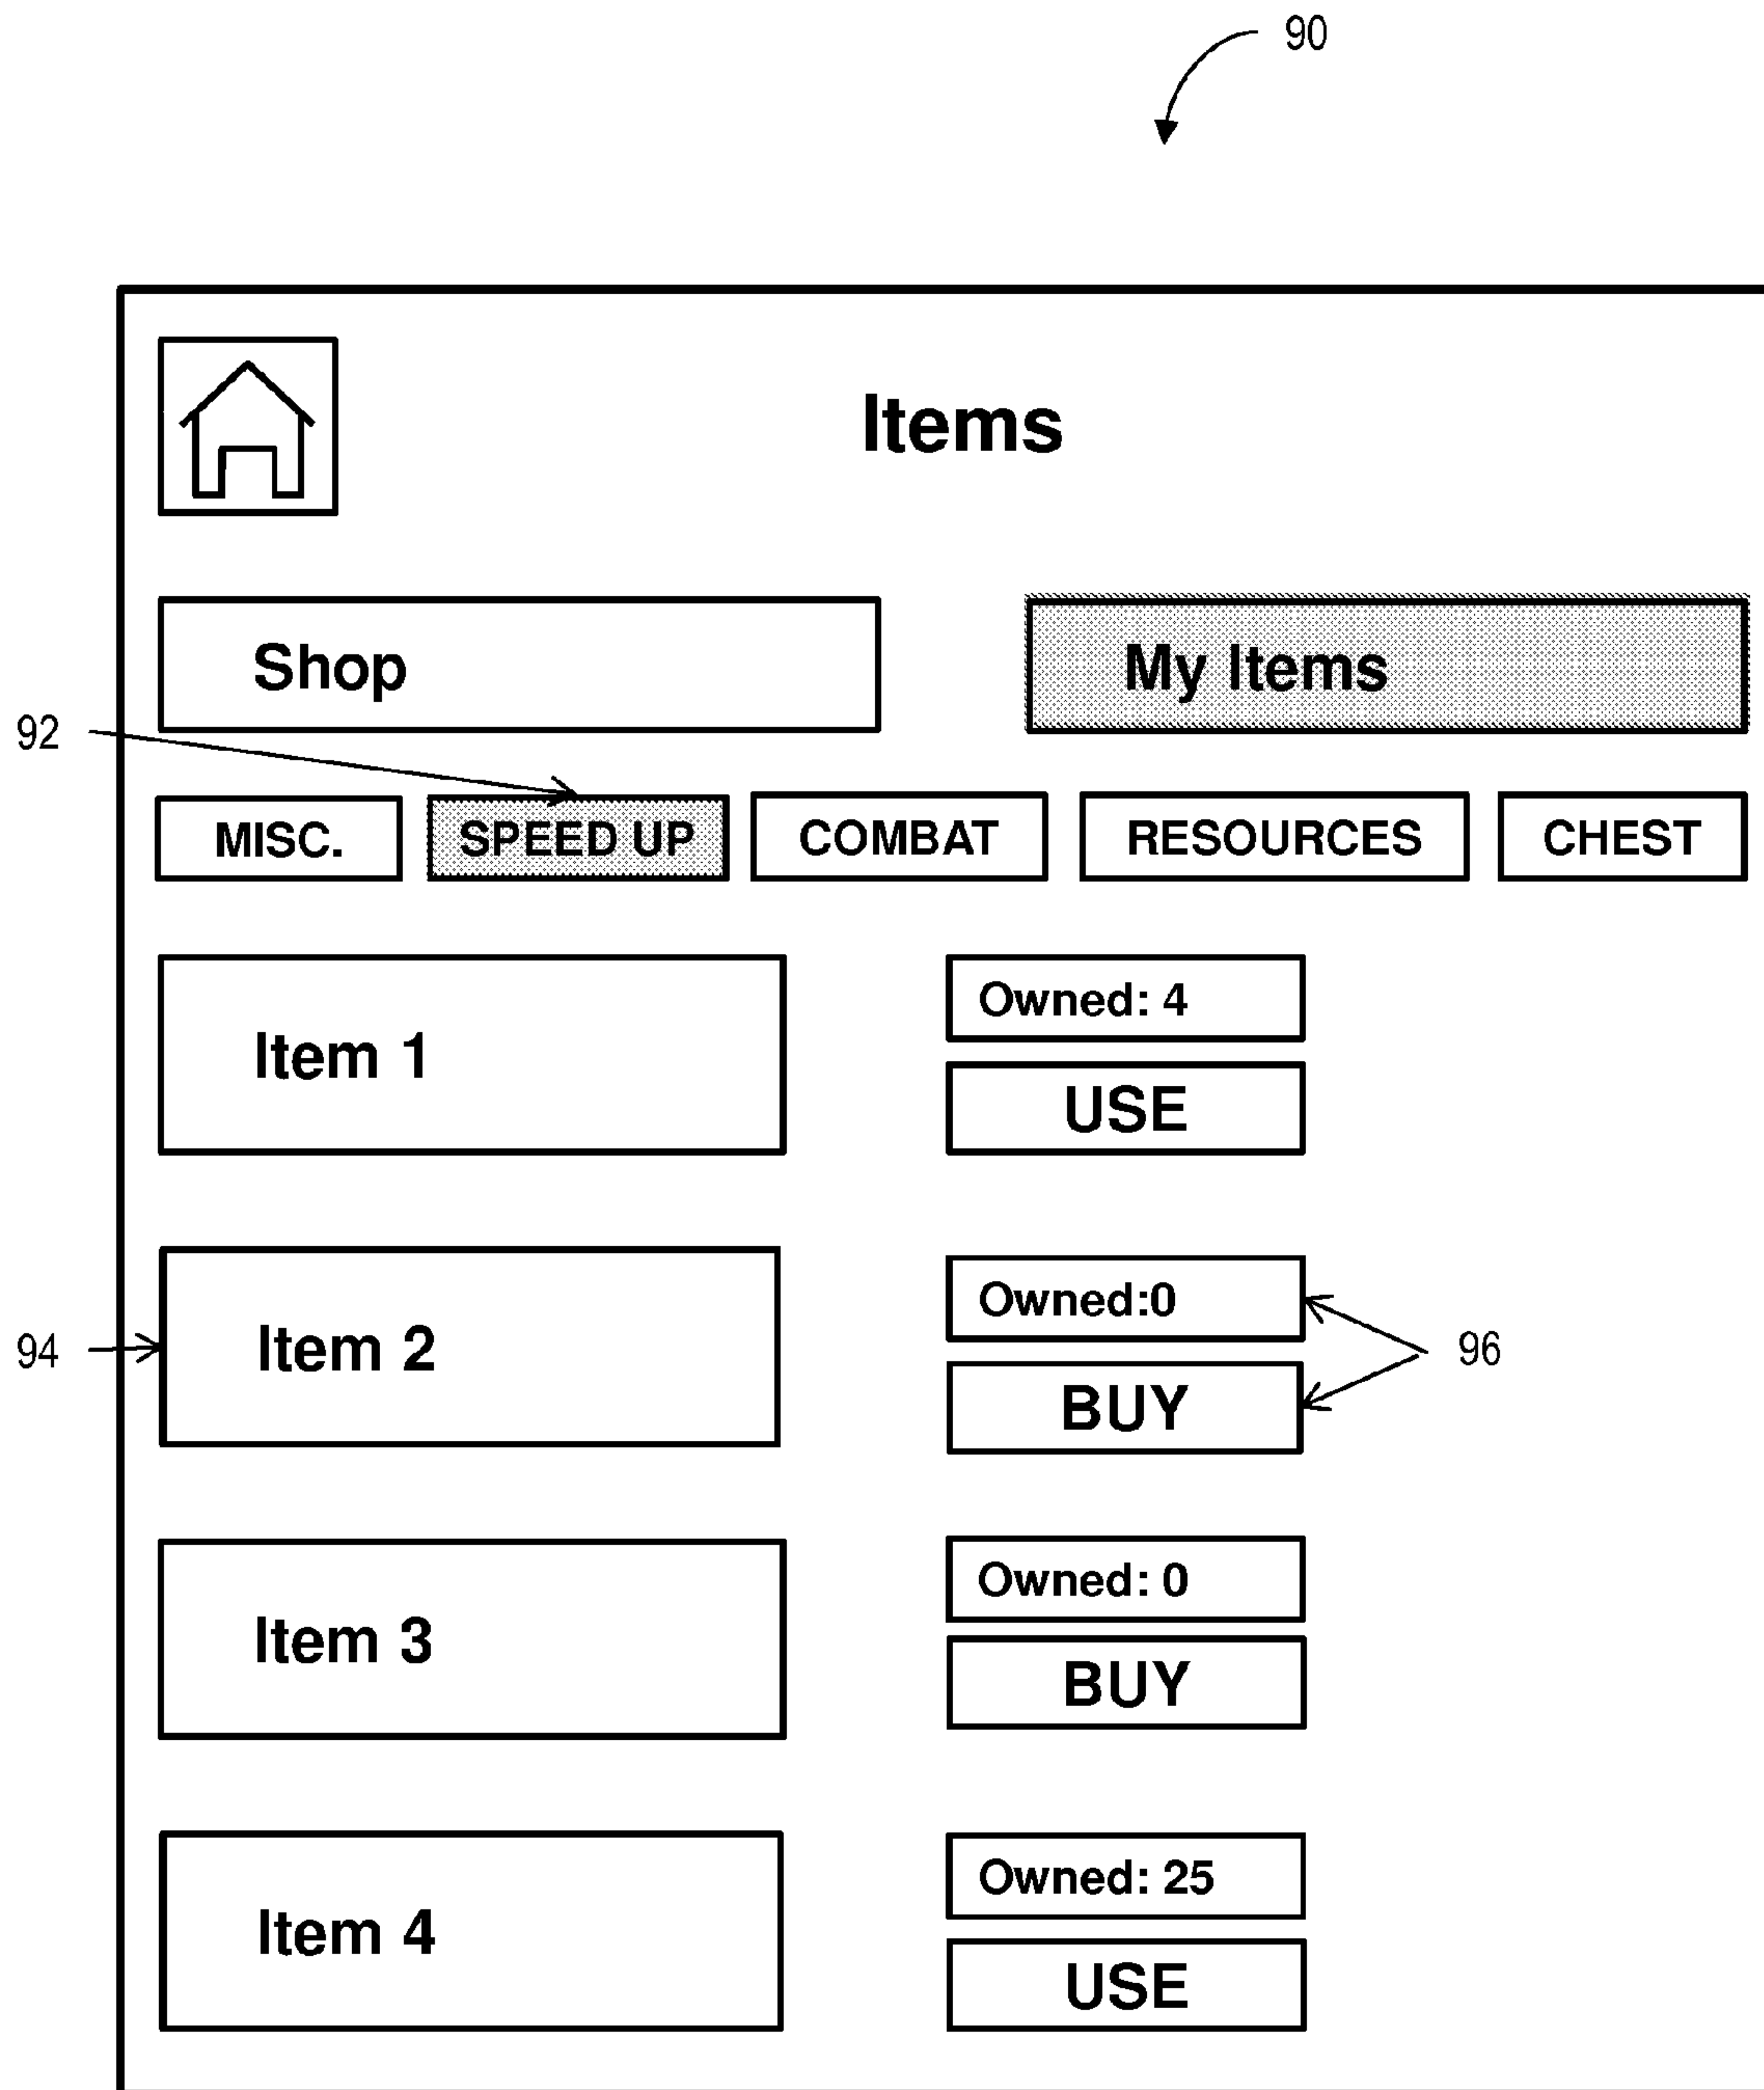 90
Items
Shop
My Items
92
MISC.
SPEED UP
COMBAT
RESOURCES
CHEST
Item 1
Owned: 4
USE
94
Item 2
Owned:0
BUY
96
Item 3
Owned: 0
BUY
Item 4
Owned: 25
USE